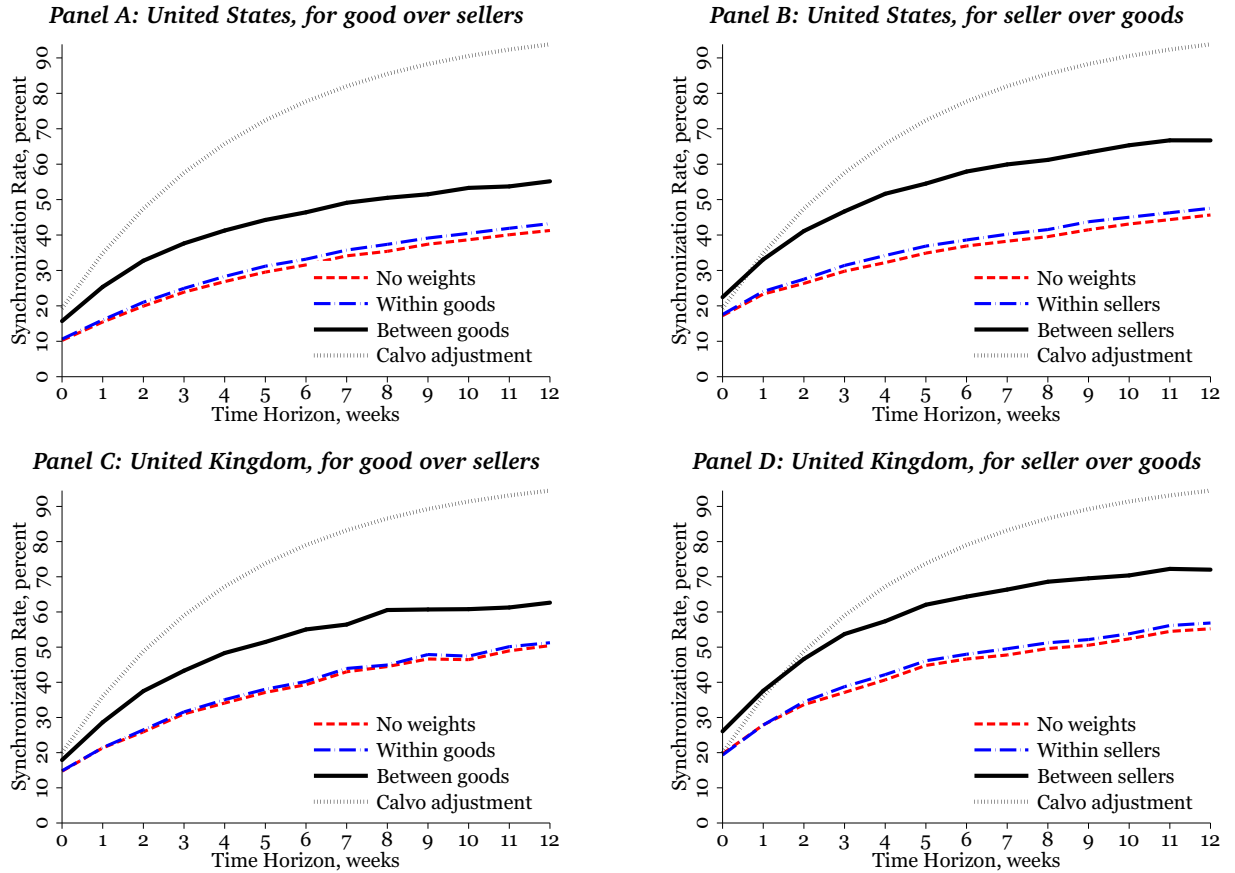 Panel A: United States, for good over sellers
Synchronization Rate, percent
0 10 20 30 40 50 60 70 80 90
No weights
Within goods
Between goods
Calvo adjustment
0 1 2 3 4 5 6 7 8 9 10 11 12
Time Horizon, weeks
Panel B: United States, for seller over goods
Synchronization Rate, percent
0 10 20 30 40 50 60 70 80 90
No weights
Within sellers
Between sellers
Calvo adjustment
0 1 2 3 4 5 6 7 8 9 10 11 12
Time Horizon, weeks
Panel C: United Kingdom, for good over sellers
Synchronization Rate, percent
0 10 20 30 40 50 60 70 80 90
No weights
Within goods
Between goods
Calvo adjustment
0 1 2 3 4 5 6 7 8 9 10 11 12
Time Horizon, weeks
Panel D: United Kingdom, for seller over goods
Synchronization Rate, percent
0 10 20 30 40 50 60 70 80 90
No weights
Within sellers
Between sellers
Calvo adjustment
0 1 2 3 4 5 6 7 8 9 10 11 12
Time Horizon, weeks